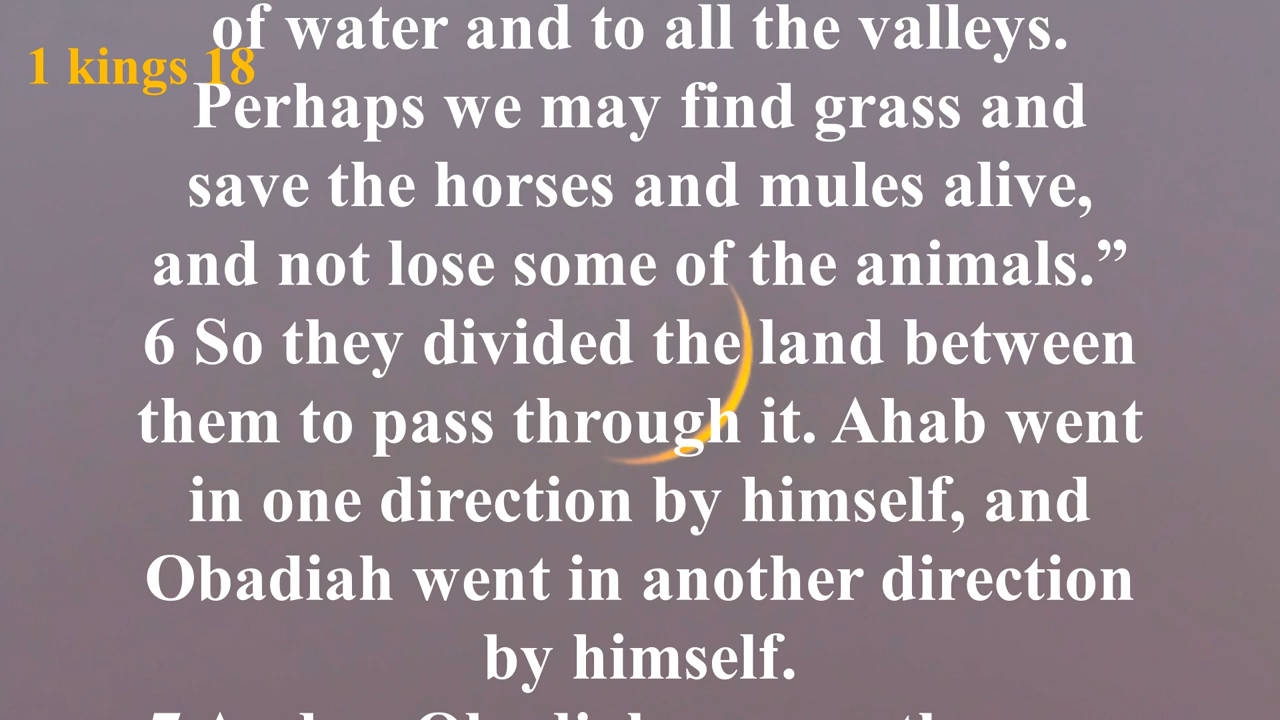 of water and to all the valleys.
1 kings 18
Perhaps we may find grass and
save the horses and mules alive,
and not lose some of the animals.”
6 So they divided the land between
them to pass through it. Ahab went
in one direction by himself, and
Obadiah went in another direction
by himself.